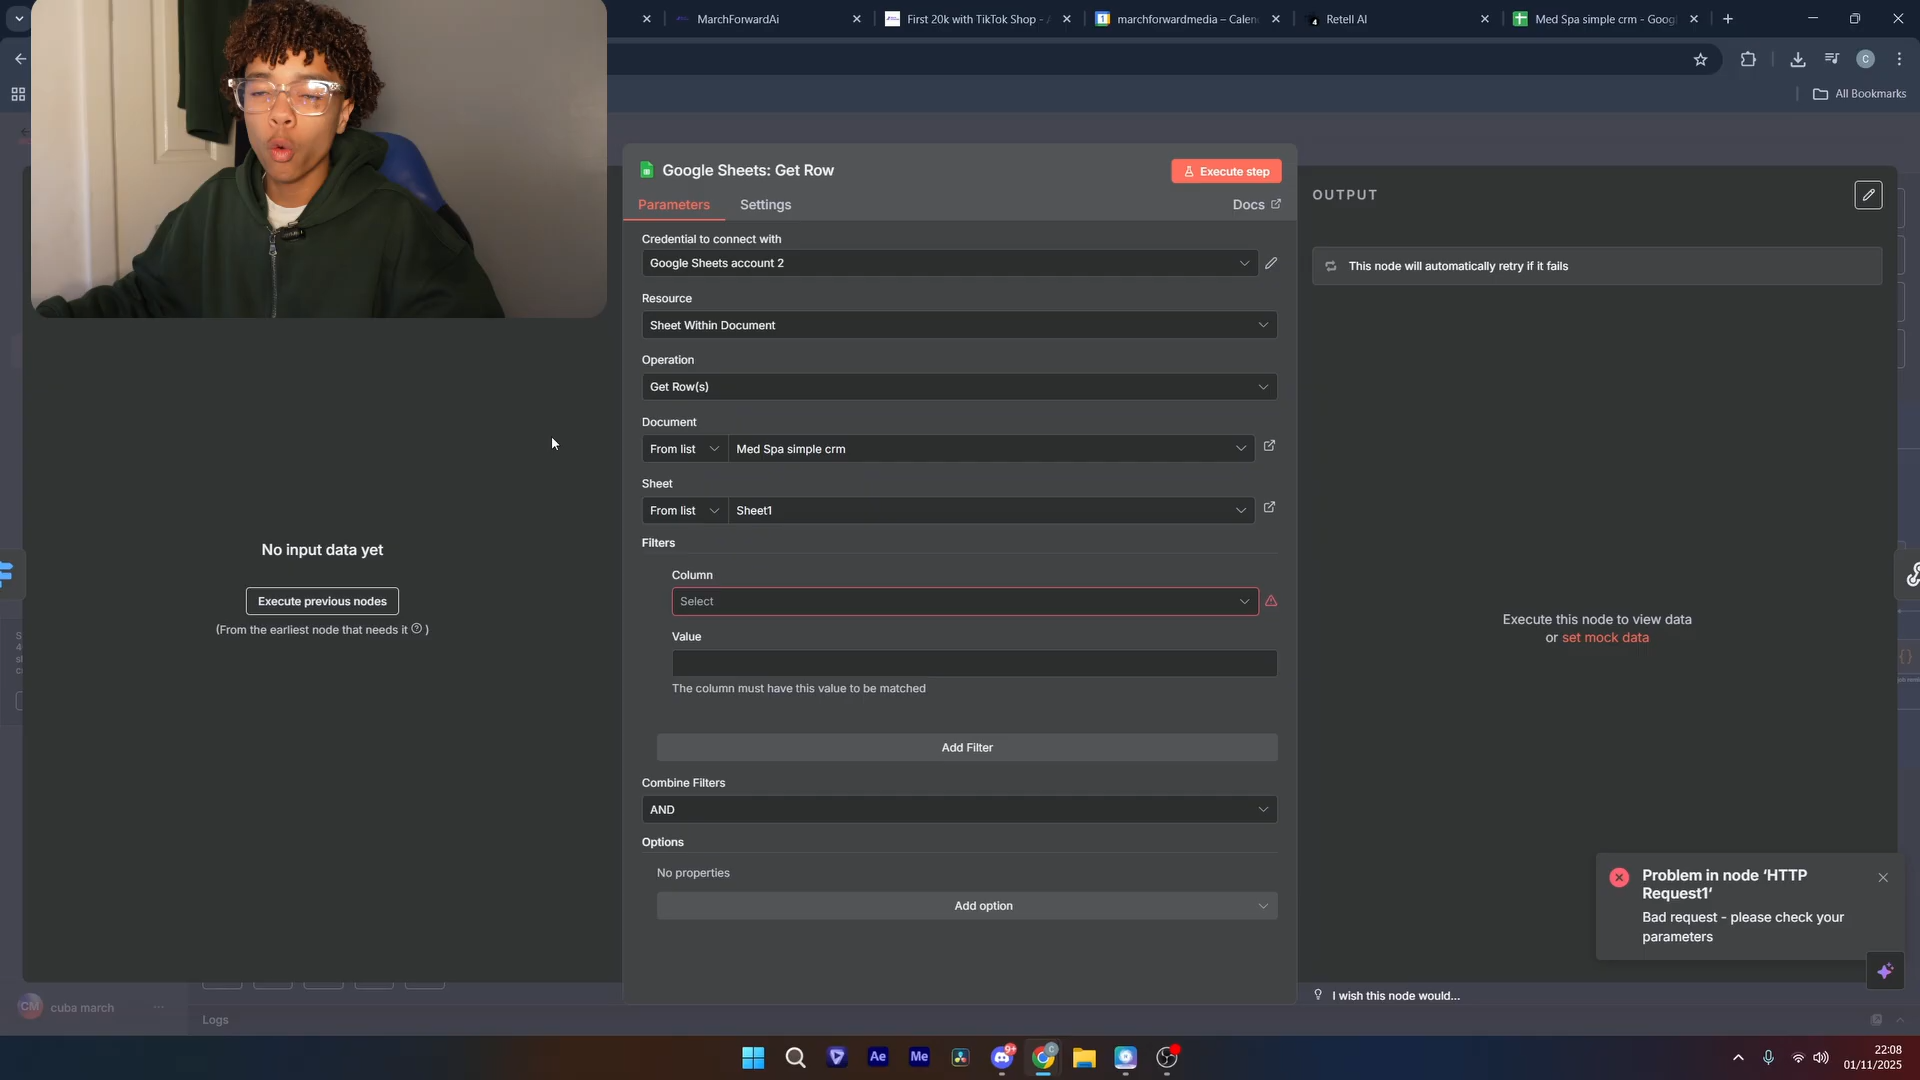 MarchForwardAi
First 20k with TikTok Shop -
marchforwardmedia – Calen
Retell AI
Med Spa simple crm - Goog
C
All Bookmarks
Google Sheets: Get Row
Execute step
Parameters
Settings
Docs
OUTPUT
This node will automatically retry if it fails
Credential to connect with
Google Sheets account 2
Resource
Sheet Within Document
Operation
Get Row(s)
Document
From list
Med Spa simple crm
Sheet
From list
Sheet1
Filters
Column
Select
Value
The column must have this value to be matched
Add Filter
Combine Filters
AND
Options
No properties
Add option
No input data yet
Execute previous nodes
(From the earliest node that needs it ? )
Execute this node to view data
or set mock data
Problem in node ‘HTTP
Request1‘
Bad request - please check your
parameters
I wish this node would...
CM
cuba march
Logs
Ae
Me
9+
22:08
01/11/2025